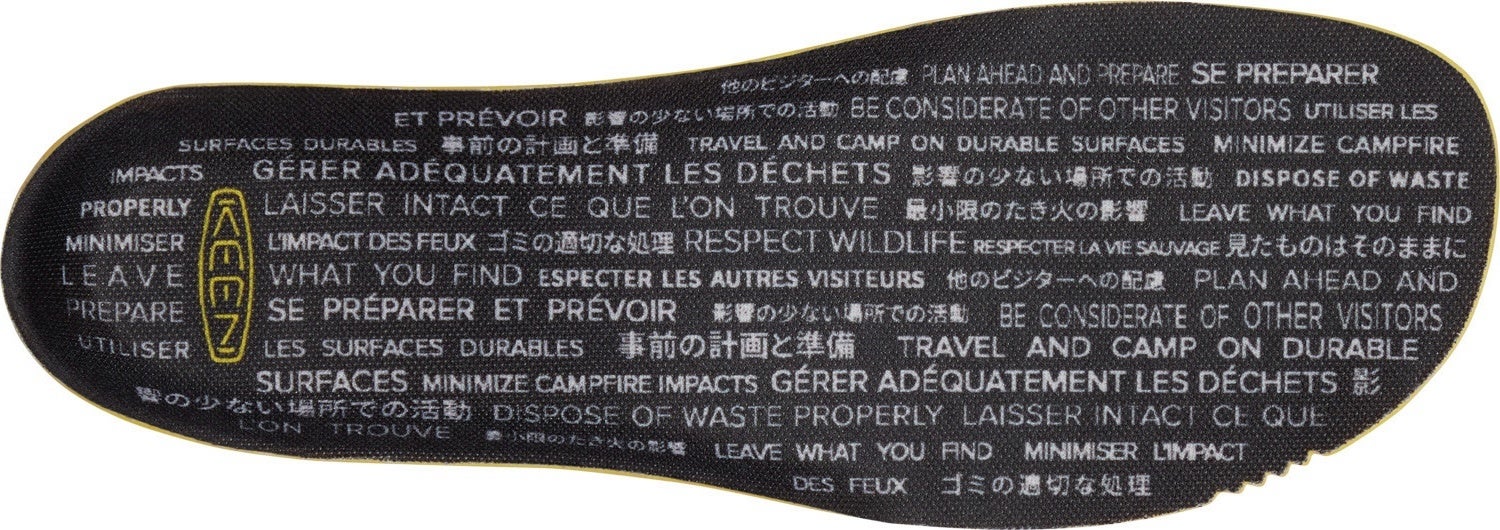 他のビジターへの配慮 PLAN AHEAD AND PREPARE SE PREPARER
ET PRÉVOIR 影響の少ない場所での活動 BE CONSIDERATE OF OTHER VISITORS UTILISER LES
SURFACES DURABLES 事前の計画と準備 TRAVEL AND CAMP ON DURABLE SURFACES MINIMIZE CAMPFIRE
IMPACTS GÉRER ADÉQUATEMENT LES DÉCHETS 影響の少ない場所での活動 DISPOSE OF WASTE
PROPERLY LAISSER INTACT CE QUE L'ON TROUVE 最小限のたき火の影響 LEAVE WHAT YOU FIND
MINIMISER L'IMPACT DES FEUX ゴミの適切な処理 RESPECT WILDLIFE RESPECTER LA VIE SAUVAGE 見たものはそのままに
LEAVE WHAT YOU FIND ESPECTER LES AUTRES VISITEURS 他のビジターへの配慮 PLAN AHEAD AND
PREPARE SE PRÉPARER ET PRÉVOIR 影響の少ない場所での活動 BE CONSIDERATE OF OTHER VISITORS
UTILISER LES SURFACES DURABLES 事前の計画と準備 TRAVEL AND CAMP ON DURABLE
SURFACES MINIMIZE CAMPFIRE IMPACTS GÉRER ADÉQUATEMENT LES DÉCHETS 影
響の少ない場所での活動 DISPOSE OF WASTE PROPERLY LAISSER INTACT CE QUE
L'ON TROUVE 最小限のたき火の影響 LEAVE WHAT YOU FIND MINIMISER L'IMPACT
DES FEUX ゴミの適切な処理
KEEN